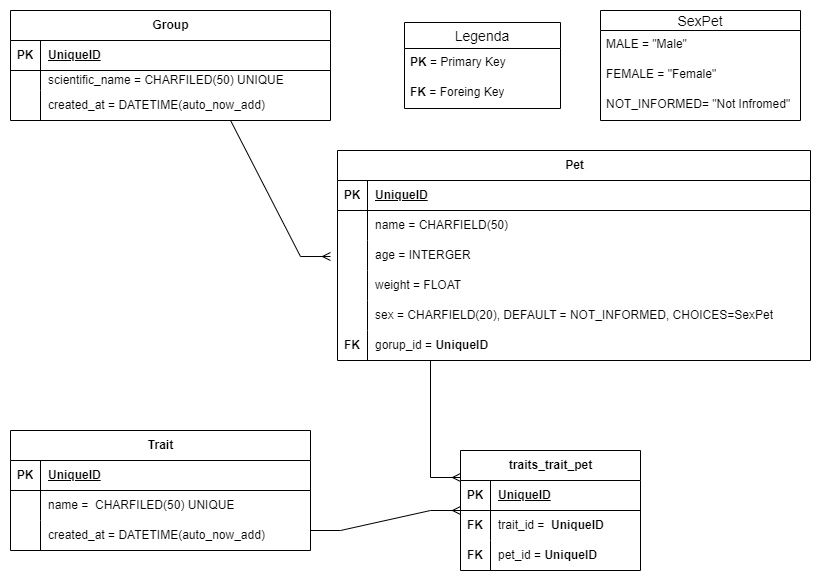 Group
PK UniqueID
scientific_name = CHARFILED(50) UNIQUE
created_at = DATETIME(auto_now_add)
Legenda
PK = Primary Key
FK = Foreing Key
SexPet
MALE = "Male"
FEMALE = "Female"
NOT_INFORMED= "Not Infromed"
Pet
PK UniqueID
name = CHARFIELD(50)
age = INTERGER
weight = FLOAT
sex = CHARFIELD(20), DEFAULT = NOT_INFORMED, CHOICES=SexPet
FK gorup_id = UniqueID
Trait
PK UniqueID
name = CHARFILED(50) UNIQUE
created_at = DATETIME(auto_now_add)
traits_trait_pet
PK UniqueID
FK trait_id = UniqueID
FK pet_id = UniqueID